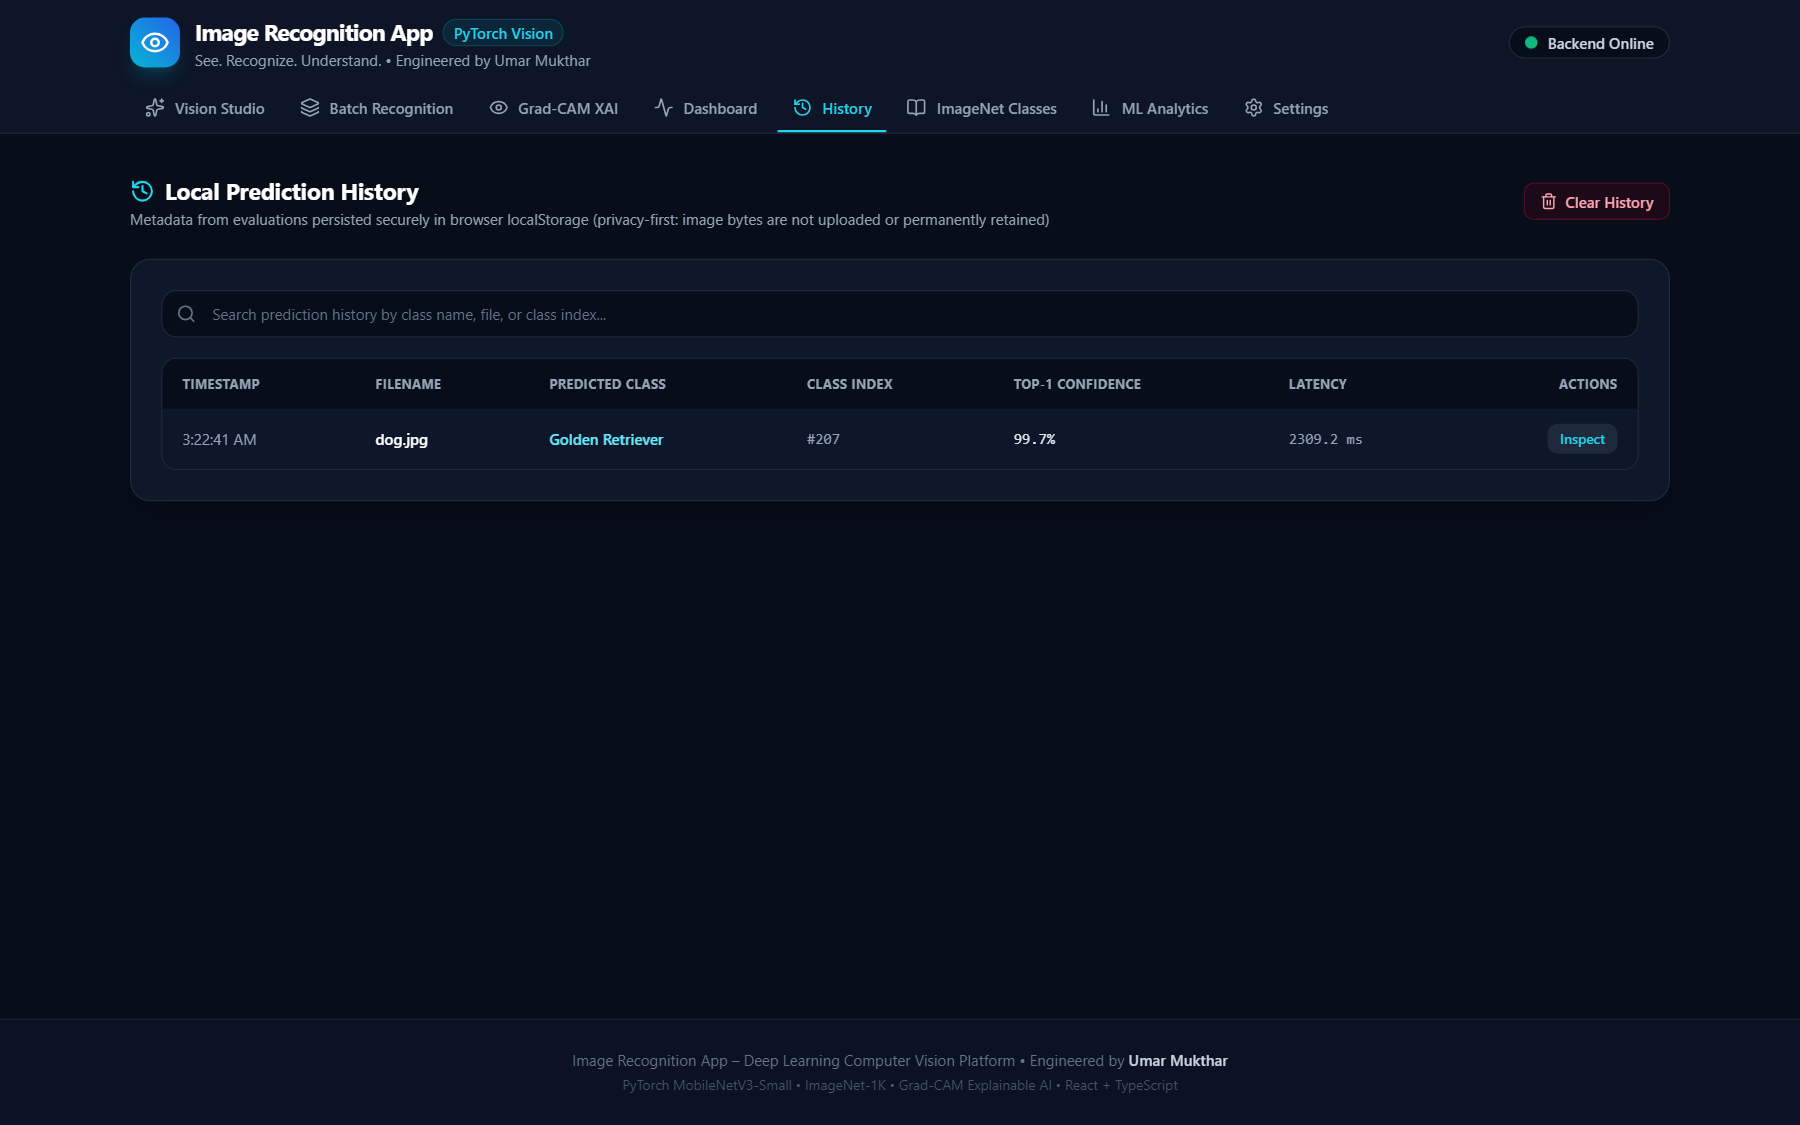 Image Recognition App PyTorch Vision
See. Recognize. Understand. • Engineered by Umar Mukthar
Backend Online
Vision Studio Batch Recognition Grad-CAM XAI Dashboard History ImageNet Classes ML Analytics Settings
Local Prediction History
Metadata from evaluations persisted securely in browser localStorage (privacy-first: image bytes are not uploaded or permanently retained)
Clear History
Search prediction history by class name, file, or class index...
TIMESTAMP FILENAME PREDICTED CLASS CLASS INDEX TOP-1 CONFIDENCE LATENCY ACTIONS
3:22:41 AM dog.jpg Golden Retriever #207 99.7% 2309.2 ms Inspect
Image Recognition App – Deep Learning Computer Vision Platform • Engineered by Umar Mukthar
PyTorch MobileNetV3-Small • ImageNet-1K • Grad-CAM Explainable AI • React + TypeScript